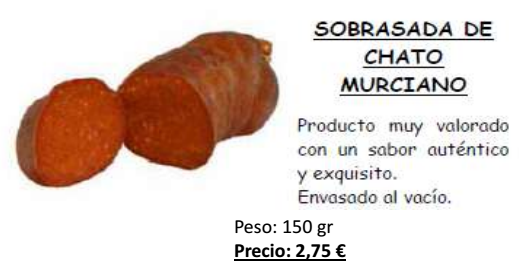 SOBRASADA DE
CHATO
MURCIANO
Producto muy valorado
con un sabor auténtico
y exquisito.
Envasado al vacío.
Peso: 150 gr
Precio: 2,75 €